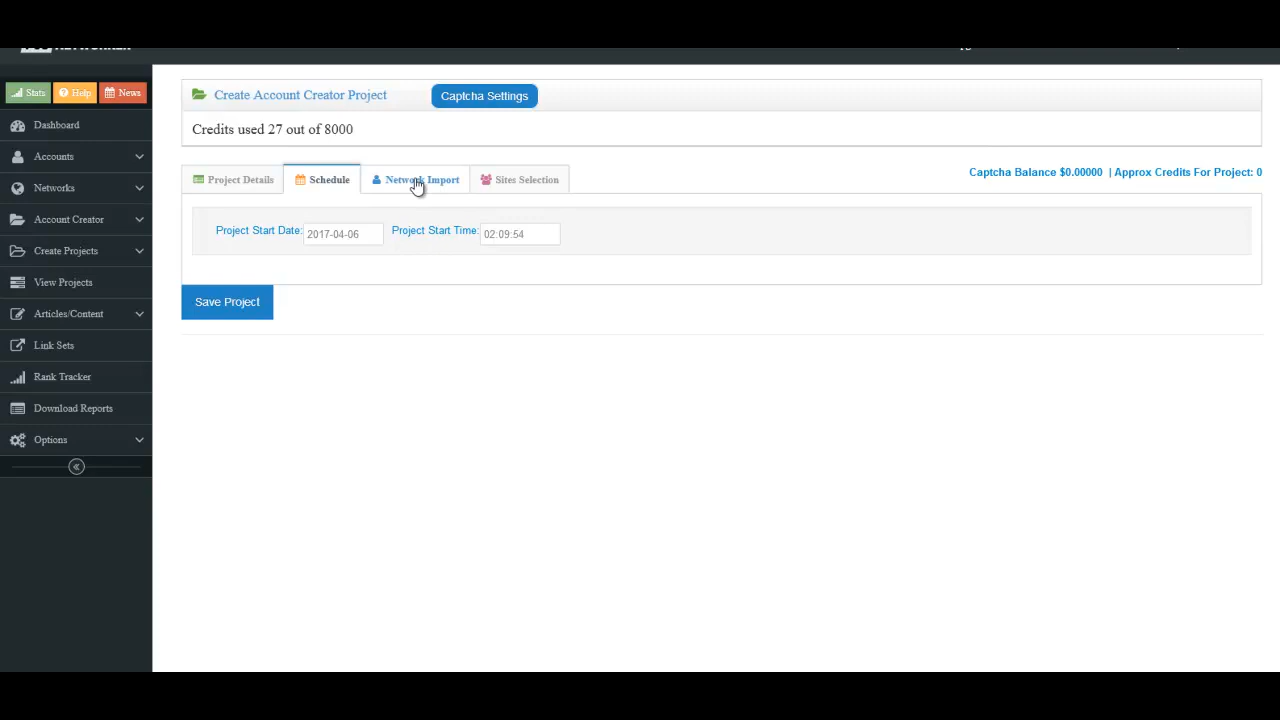 Stats Help News
Dashboard
Accounts
Networks
Account Creator
Create Projects
View Projects
Articles/Content
Link Sets
Rank Tracker
Download Reports
Options
Create Account Creator Project Captcha Settings
Credits used 27 out of 8000
Project Details Schedule Network Import Sites Selection
Captcha Balance $0.00000 | Approx Credits For Project: 0
Project Start Date: 2017-04-06 Project Start Time: 02:09:54
Save Project